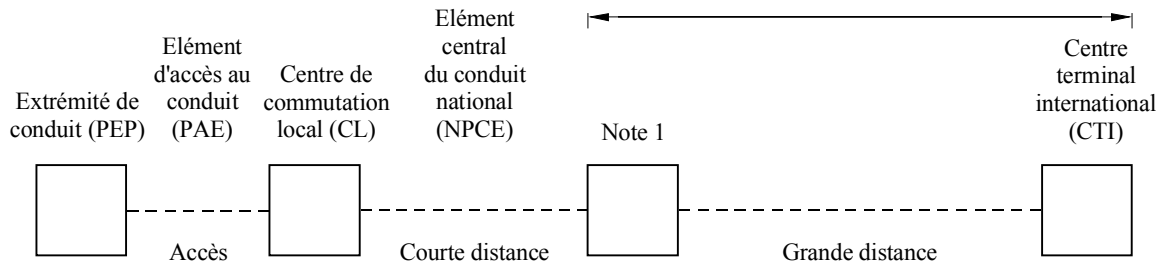 Extrémité de
conduit (PEP)
Elément
d'accès au
conduit
(PAE)
Centre de
commutation
local (CL)
Elément
central
du conduit
national
(NPCE)
Note 1
Centre
terminal
international
(CTI)
Accès
Courte distance
Grande distance